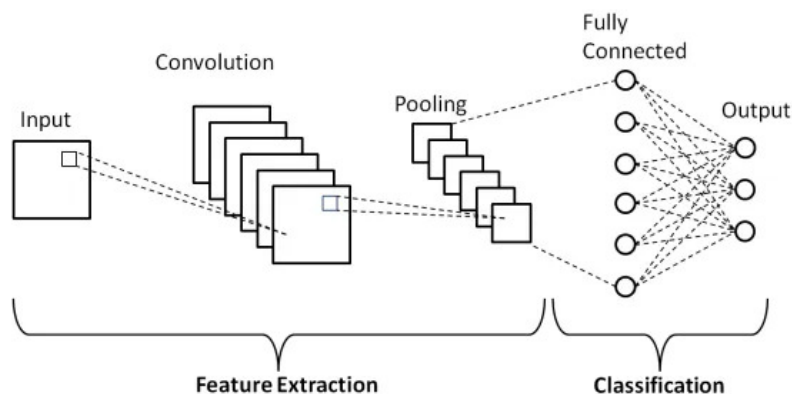 Fully
Connected
Convolution
Pooling
Input
Output
Feature Extraction
Classification